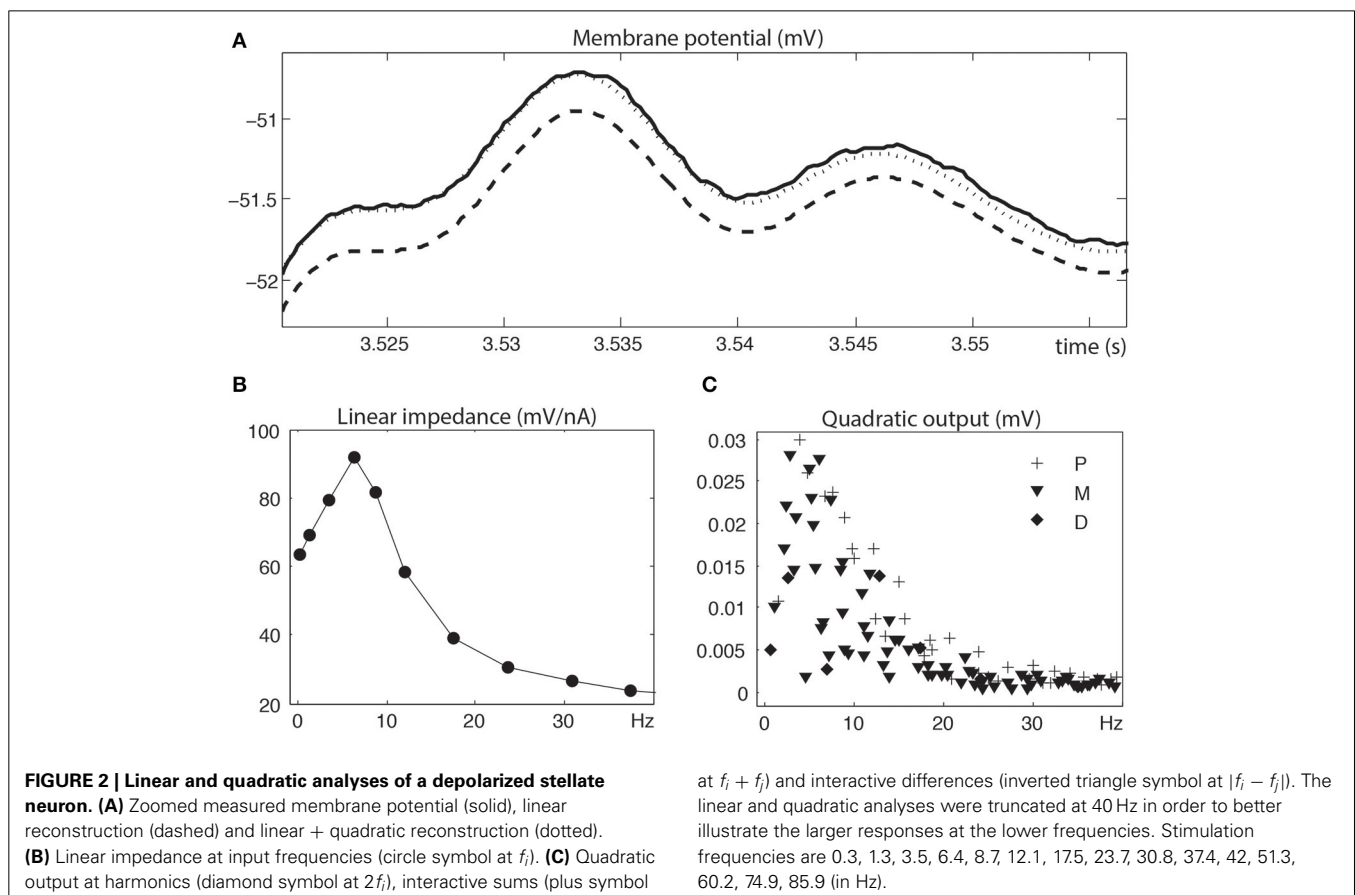 A
Membrane potential (mV)
−51
−51.5
−52
3.525 3.53 3.535 3.54 3.545 3.55 time (s)
B
Linear impedance (mV/nA)
100
80
60
40
20
0 10 20 30 Hz
C
Quadratic output (mV)
0.03
0.025
0.02
0.015
0.01
0.005
0
P
M
D
0 10 20 30 Hz
FIGURE 2 | Linear and quadratic analyses of a depolarized stellate
neuron. (A) Zoomed measured membrane potential (solid), linear
reconstruction (dashed) and linear + quadratic reconstruction (dotted).
(B) Linear impedance at input frequencies (circle symbol at fi). (C) Quadratic
output at harmonics (diamond symbol at 2fi), interactive sums (plus symbol
at fi + fj) and interactive differences (inverted triangle symbol at |fi − fj|). The
linear and quadratic analyses were truncated at 40 Hz in order to better
illustrate the larger responses at the lower frequencies. Stimulation
frequencies are 0.3, 1.3, 3.5, 6.4, 8.7, 12.1, 17.5, 23.7, 30.8, 37.4, 42, 51.3,
60.2, 74.9, 85.9 (in Hz).